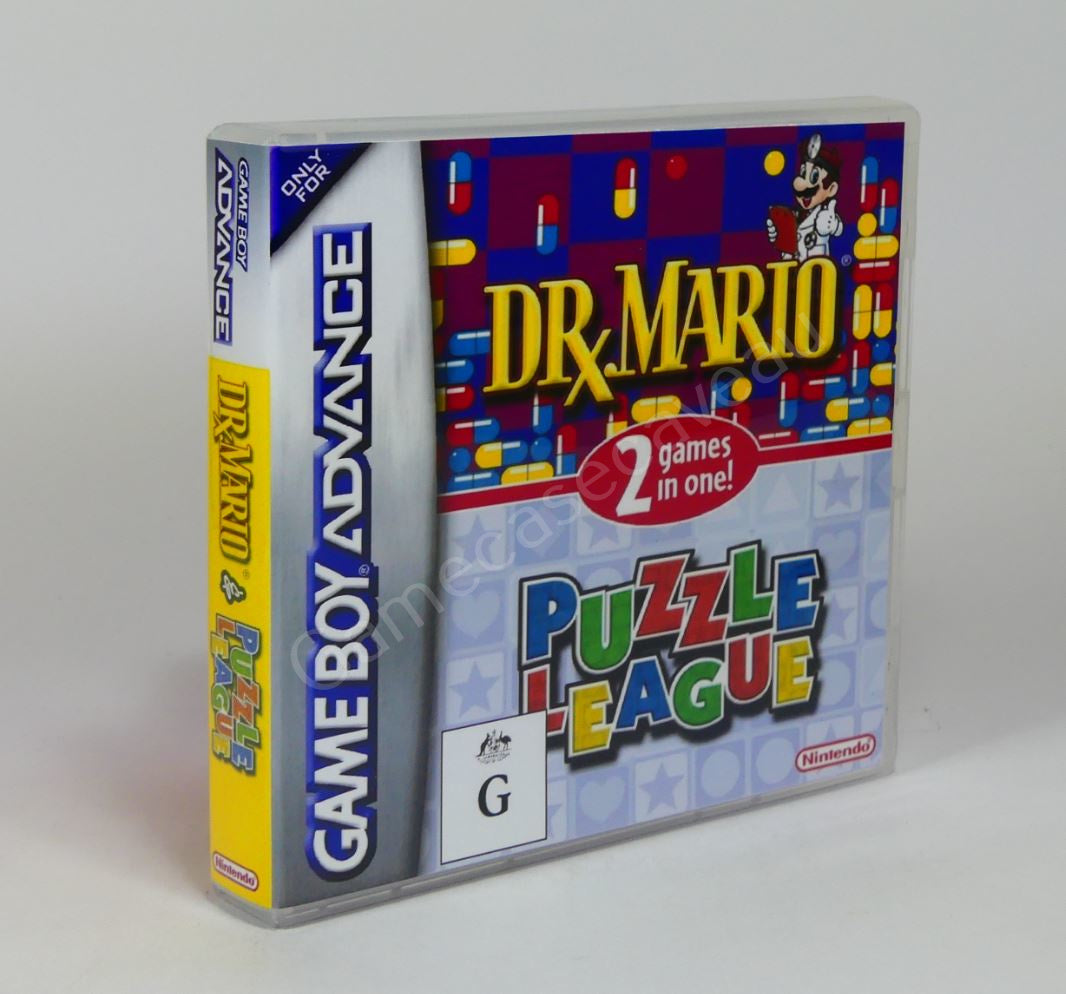 GAME BOY
ADVANCE
DR. MARIO ® & PUZZLE
LEAGUE
Nintendo
ONLY
FOR
GAME BOY ADVANCE
®
DR. MARIO ®
2 games
in one!
PUZZLE
LEAGUE
G
Nintendo
Gamecasecaveau